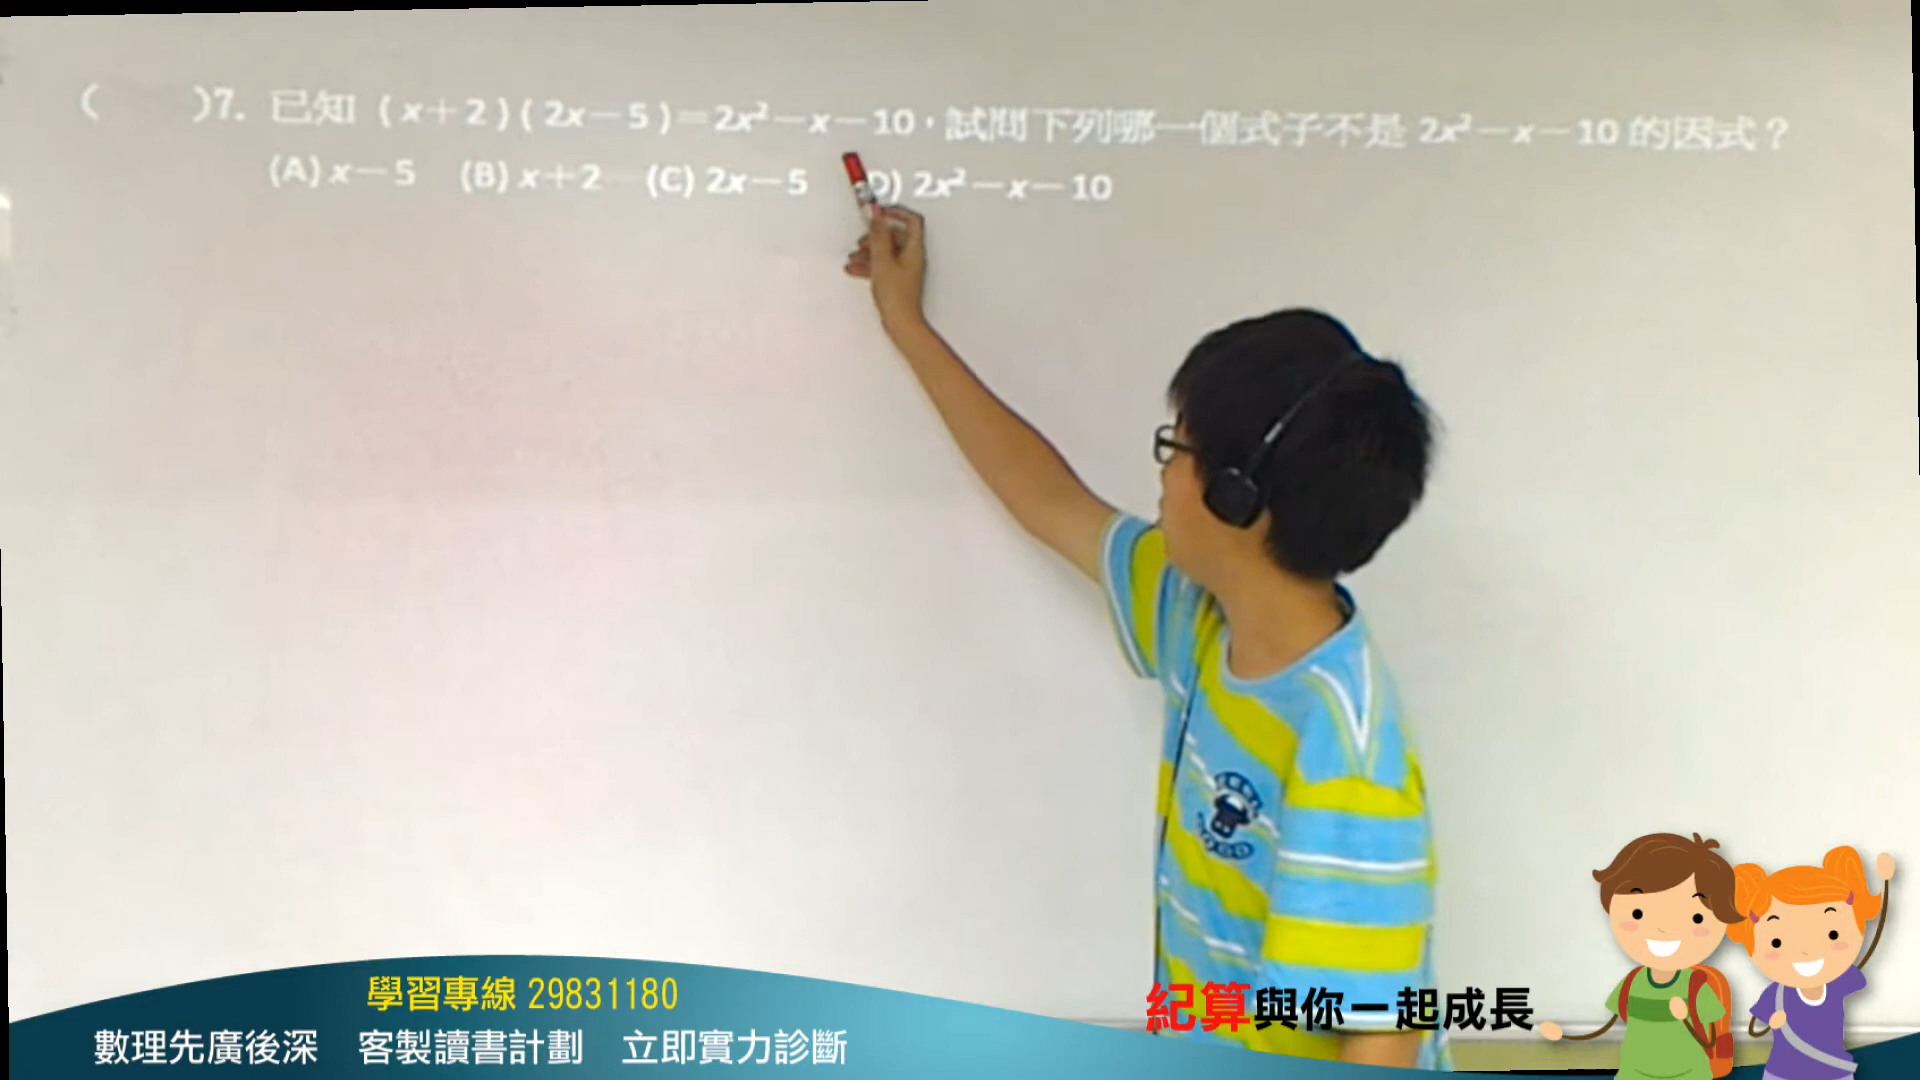 (    )7. 已知 (x+2)(2x−5)=2x²−x−10，試問下列哪一個式子不是 2x²−x−10 的因式？
(A) x−5 (B) x+2 (C) 2x−5 (D) 2x²−x−10
學習專線 29831180
數理先廣後深 客製讀書計劃 立即實力診斷
紀算與你一起成長